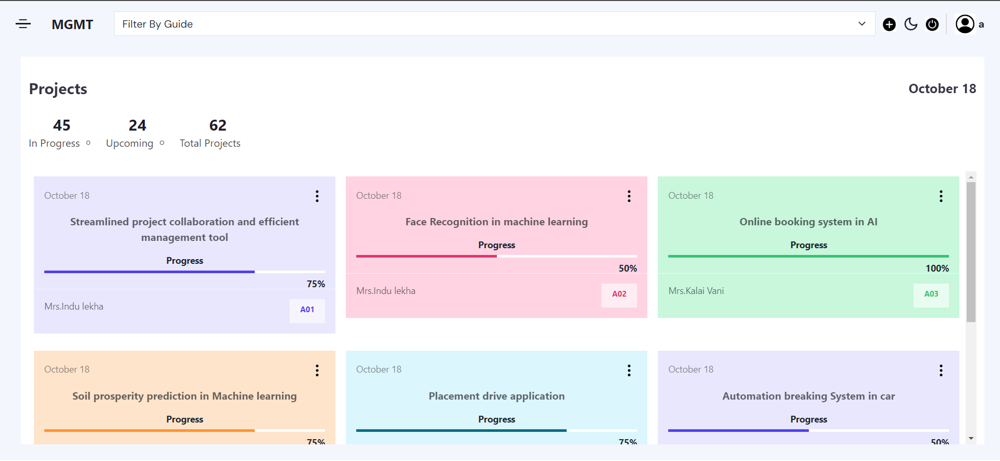 MGMT
Filter By Guide
a
Projects
October 18
45
In Progress
24
Upcoming
62
Total Projects
October 18
Streamlined project collaboration and efficient
management tool
Progress
75%
Mrs.Indu lekha
A01
October 18
Face Recognition in machine learning
Progress
50%
Mrs.Indu lekha
A02
October 18
Online booking system in AI
Progress
100%
Mrs.Kalai Vani
A03
October 18
Soil prosperity prediction in Machine learning
Progress
75%
October 18
Placement drive application
Progress
75%
October 18
Automation breaking System in car
Progress
50%